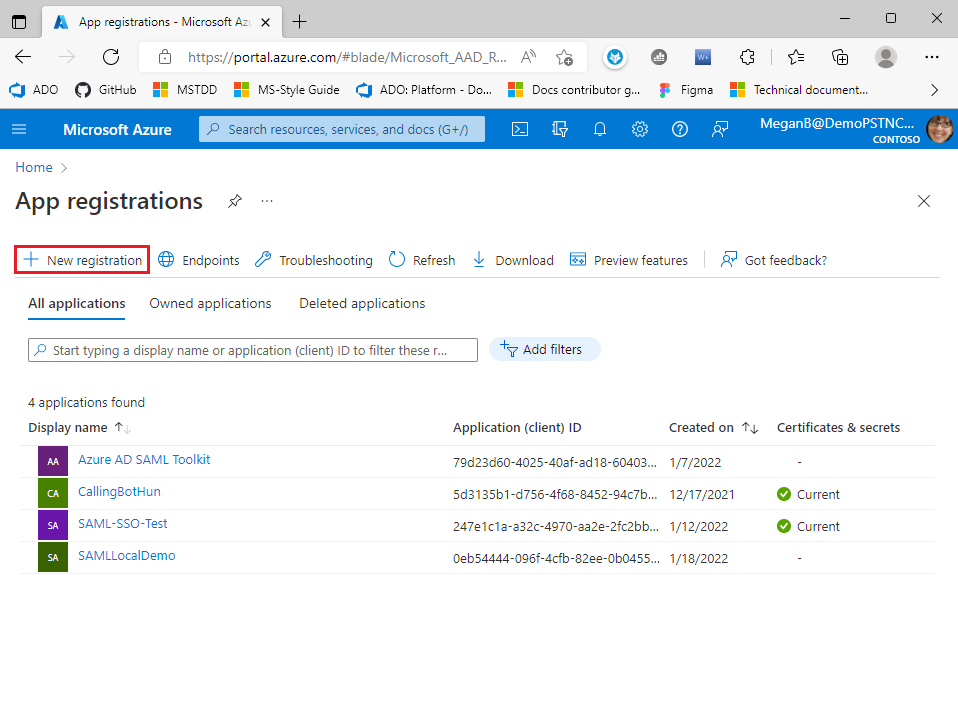 App registrations - Microsoft Azu
https://portal.azure.com/#blade/Microsoft_AAD_R...
ADO GitHub MSTDD MS-Style Guide ADO: Platform - Do... Docs contributor g... Figma Technical document...
Microsoft Azure Search resources, services, and docs (G+/) MeganB@DemoPSTNC...
CONTOSO
Home
App registrations
New registration Endpoints Troubleshooting Refresh Download Preview features Got feedback?
All applications Owned applications Deleted applications
Start typing a display name or application (client) ID to filter these r... Add filters
4 applications found
Display name Application (client) ID Created on Certificates & secrets
AA Azure AD SAML Toolkit 79d23d60-4025-40af-ad18-60403... 1/7/2022 -
CA CallingBotHun 5d3135b1-d756-4f68-8452-94c7b... 12/17/2021 Current
SA SAML-SSO-Test 247e1c1a-a32c-4970-aa2e-2fc2bb... 1/12/2022 Current
SA SAMLLocalDemo 0eb54444-096f-4cfb-82ee-0b0455... 1/18/2022 -